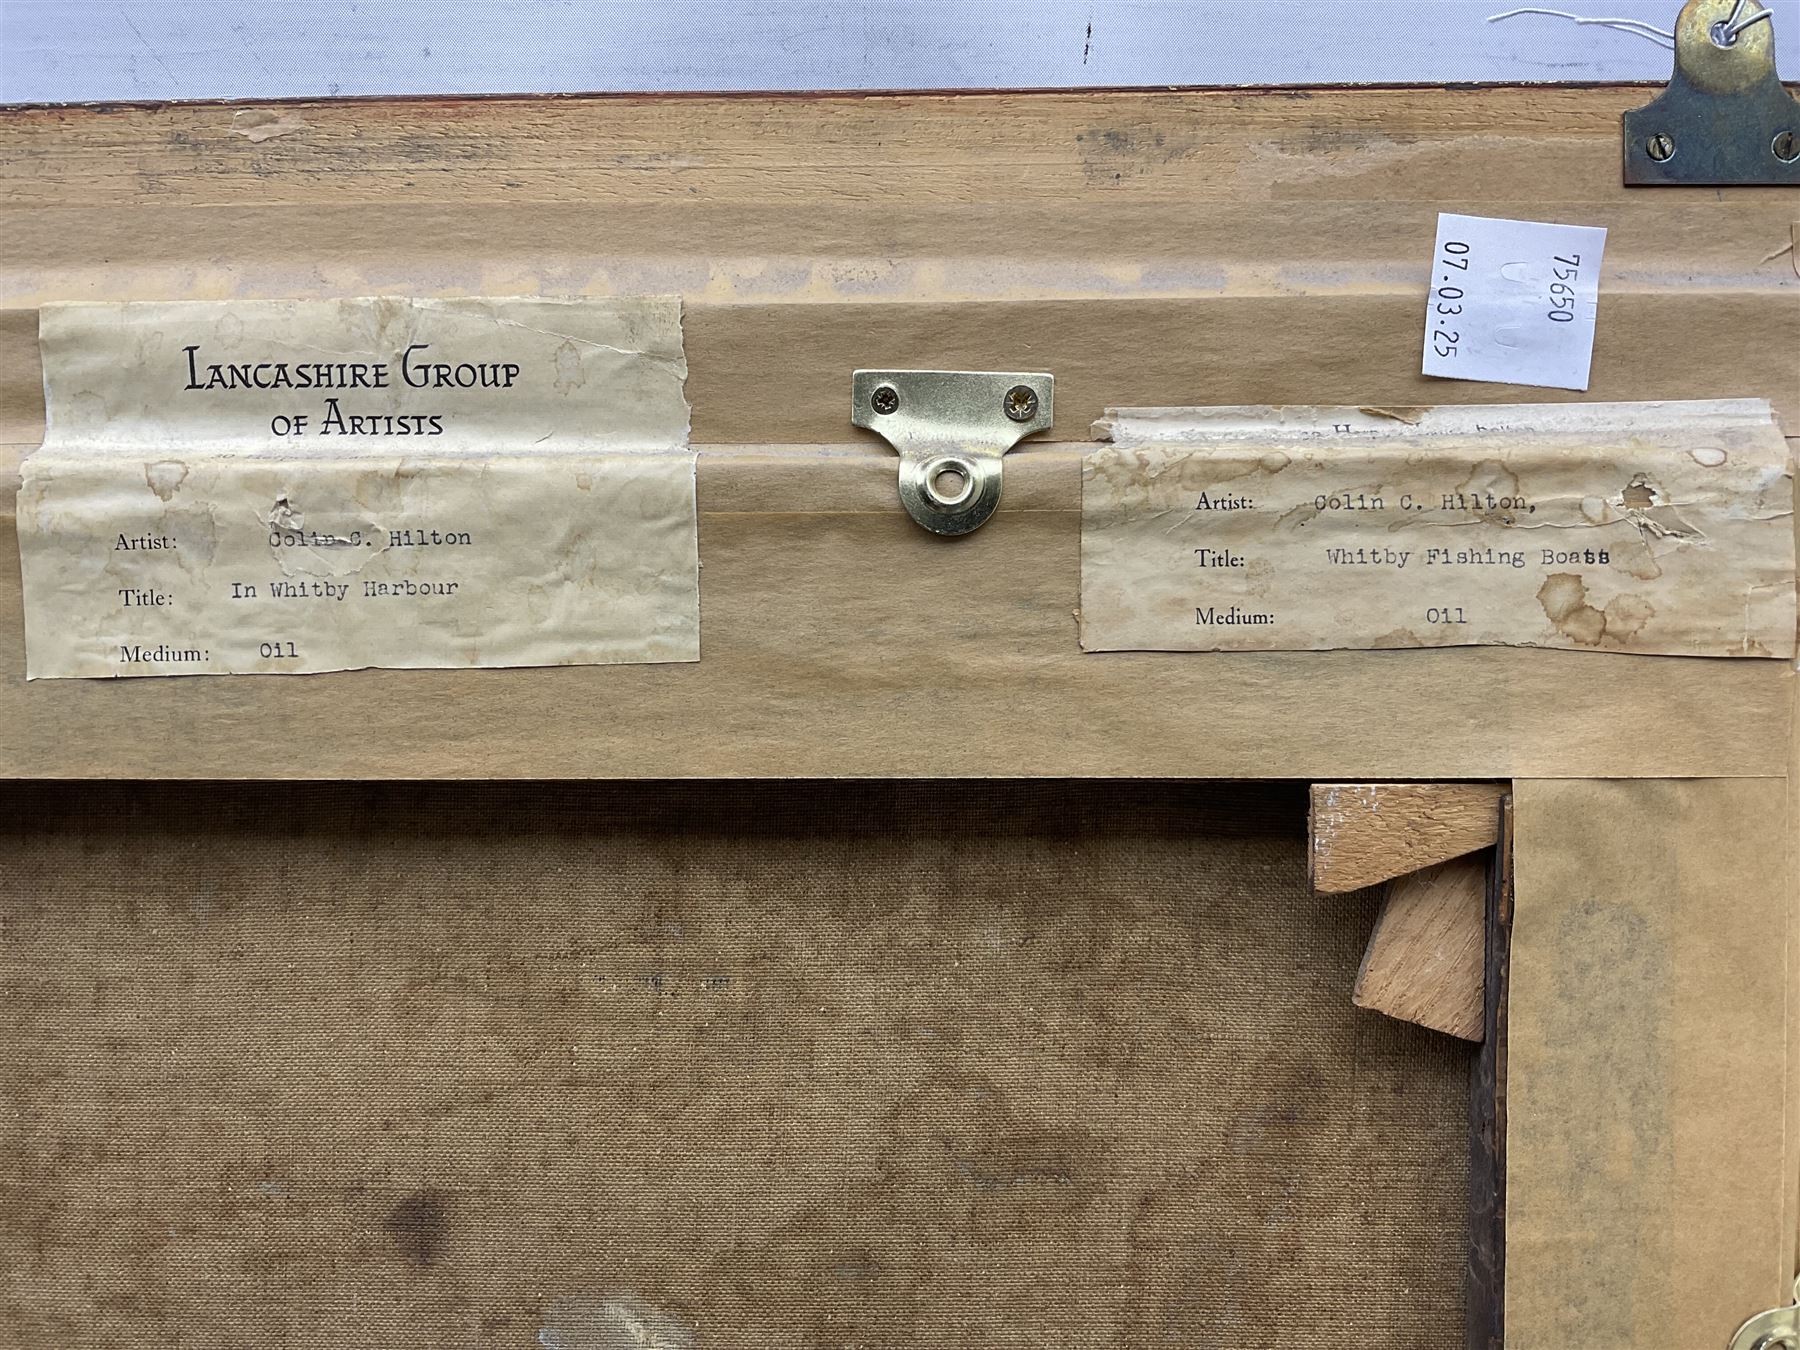 LANCASHIRE GROUP
OF ARTISTS
Artist: Colin C. Hilton
Title: In Whitby Harbour
Medium: Oil
75650
07.03.25
Artist: Colin C. Hilton,
Title: Whitby Fishing Boats
Medium: Oil